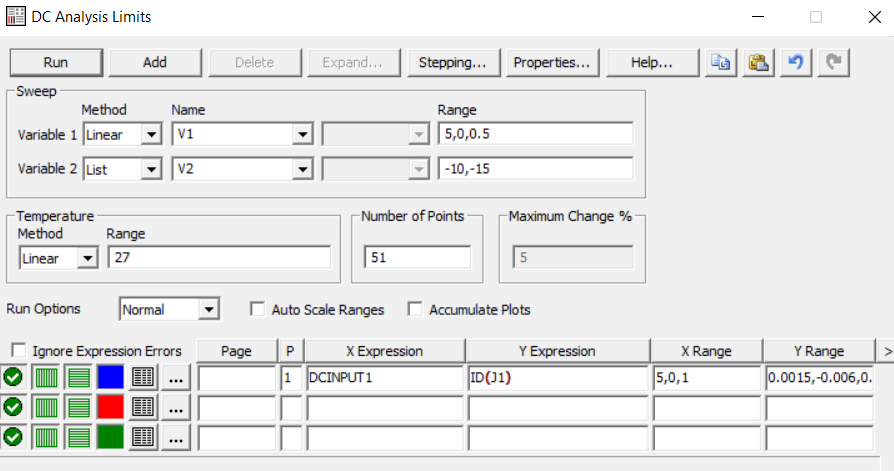 DC Analysis Limits
Run Add Delete Expand... Stepping... Properties... Help...
Sweep
Method Name Range
Variable 1 Linear V1 5,0,0.5
Variable 2 List V2 -10,-15
Temperature Number of Points Maximum Change %
Method Range
Linear 27 51 5
Run Options Normal Auto Scale Ranges Accumulate Plots
Ignore Expression Errors Page P X Expression Y Expression X Range Y Range >
... 1 DCINPUT1 ID(J1) 5,0,1 0.0015,-0.006,0.
...
...